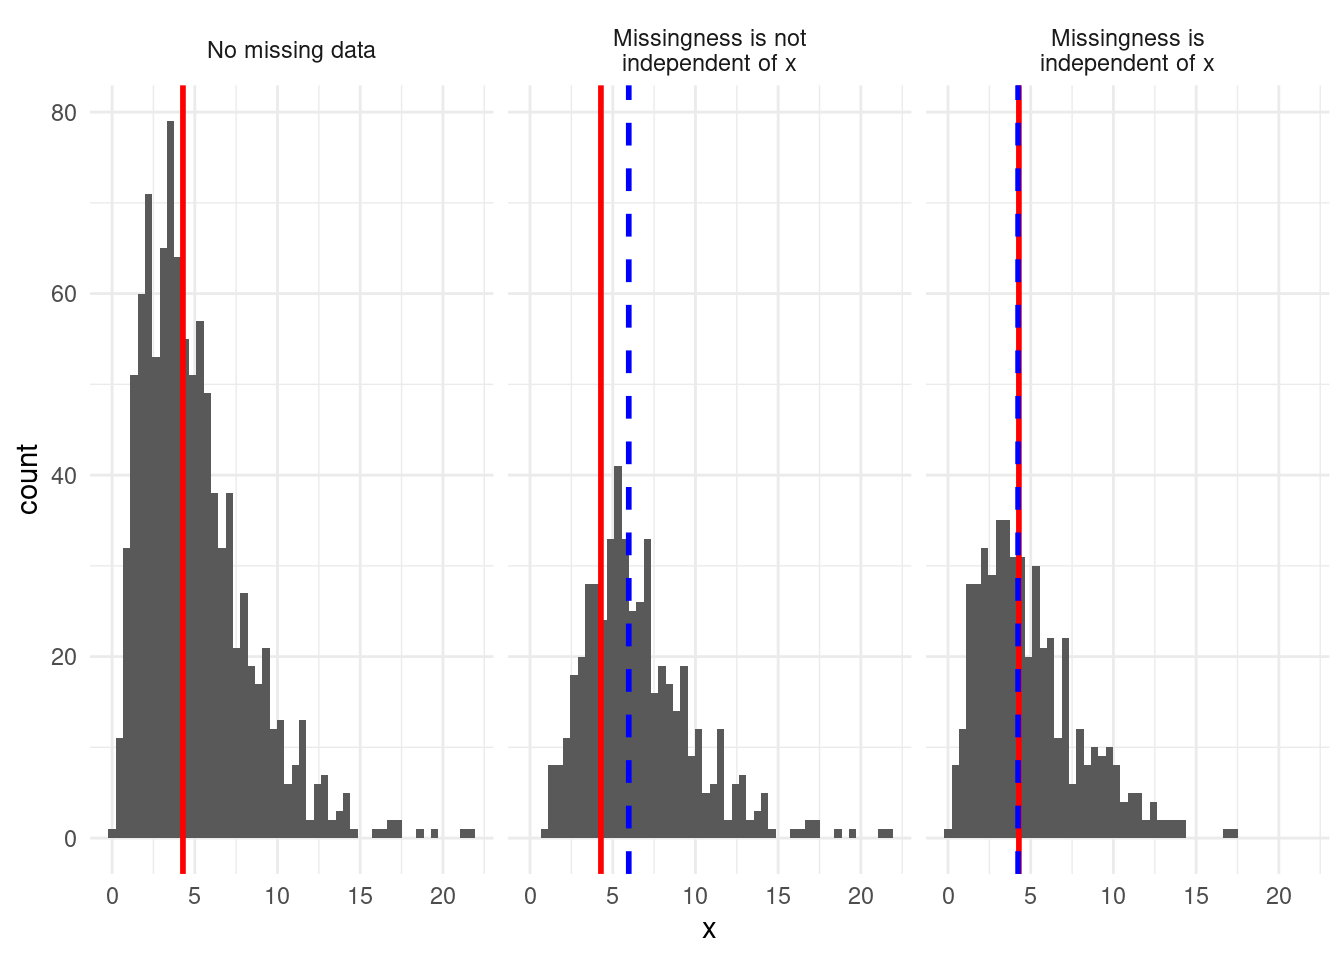 No missing data
Missingness is not
independent of x
Missingness is
independent of x
80
60
40
20
0
count
0 5 10 15 20
0 5 10 15 20
0 5 10 15 20
x